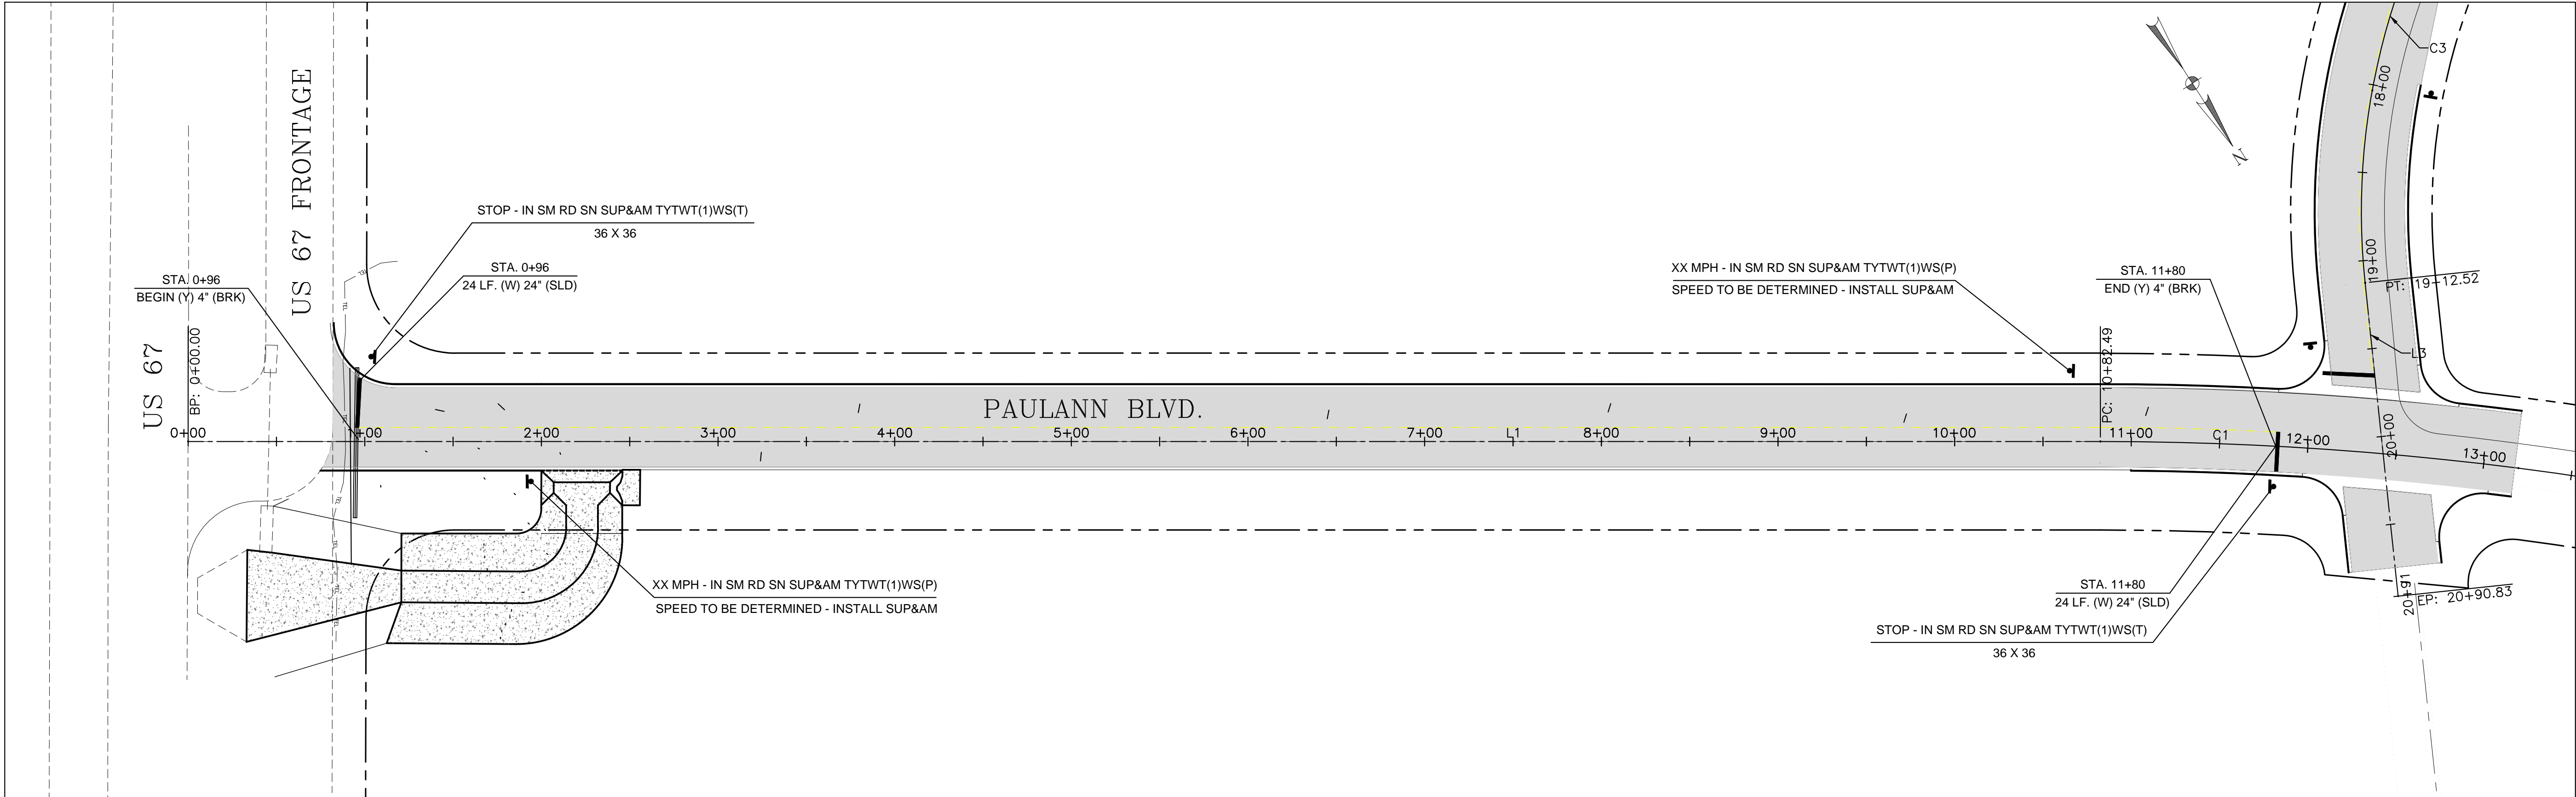 US 67
US 67 FRONTAGE
BP: 0+00.00
STA. 0+96
BEGIN (Y) 4" (BRK)
STOP - IN SM RD SN SUP&AM TYTWT(1)WS(T)
36 X 36
STA. 0+96
24 LF. (W) 24" (SLD)
XX MPH - IN SM RD SN SUP&AM TYTWT(1)WS(P)
SPEED TO BE DETERMINED - INSTALL SUP&AM
STA. 11+80
END (Y) 4" (BRK)
PC: 10+82.49
C3
18+00
19+00
PT: 19+12.52
L3
N
PAULANN BLVD.
0+00
1+00
2+00
3+00
4+00
5+00
6+00
7+00
L1
8+00
9+00
10+00
11+00
C1
12+00
20+00
13+00
XX MPH - IN SM RD SN SUP&AM TYTWT(1)WS(P)
SPEED TO BE DETERMINED - INSTALL SUP&AM
STA. 11+80
24 LF. (W) 24" (SLD)
STOP - IN SM RD SN SUP&AM TYTWT(1)WS(T)
36 X 36
20+91
EP: 20+90.83